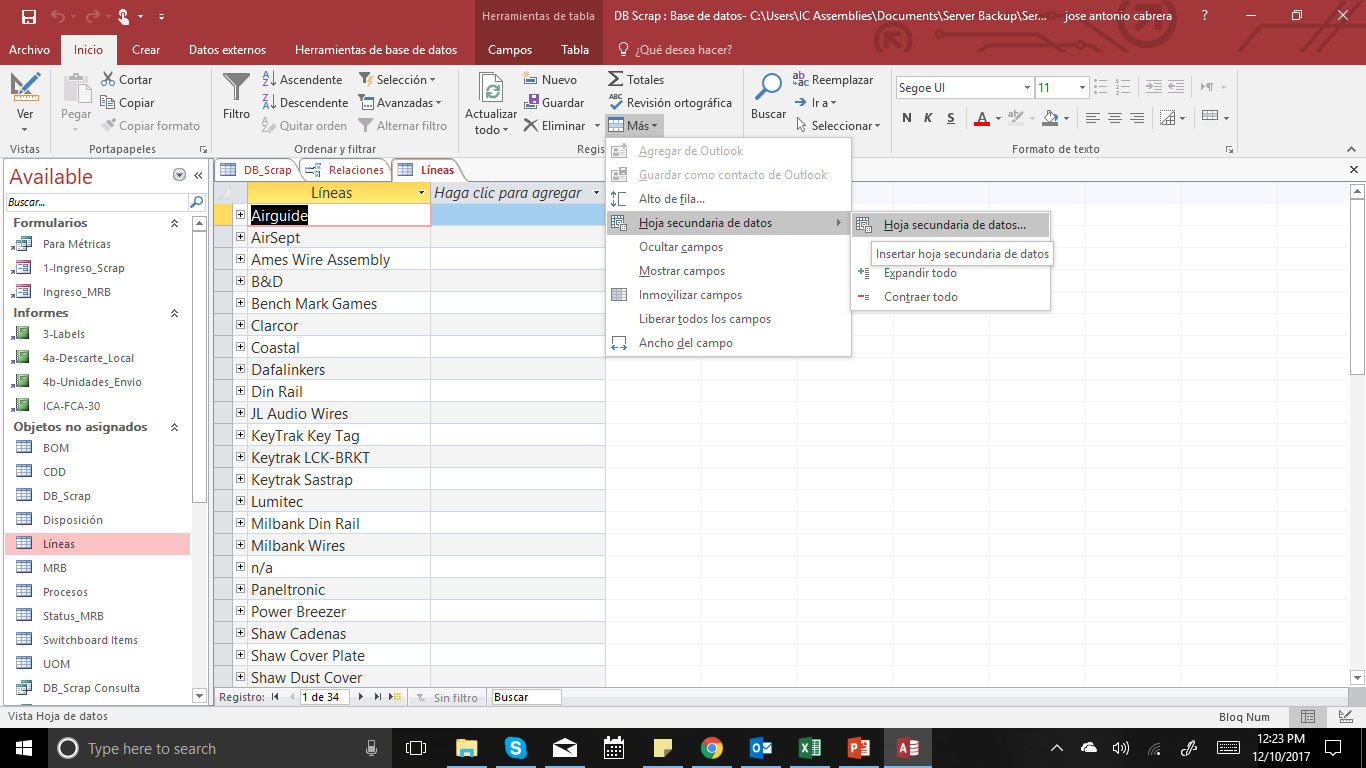 Herramientas de tabla
DB Scrap : Base de datos- C:\Users\IC Assemblies\Documents\Server Backup\Ser...
jose antonio cabrera
?
Archivo
Inicio
Crear
Datos externos
Herramientas de base de datos
Campos
Tabla
¿Qué desea hacer?
Ver
Vistas
Pegar
Cortar
Copiar
Copiar formato
Portapapeles
Filtro
Ascendente
Descendente
Quitar orden
Selección
Avanzadas
Alternar filtro
Ordenar y filtrar
Actualizar
todo
Nuevo
Guardar
Eliminar
Totales
Revisión ortográfica
Más
Regis
Buscar
Reemplazar
Ir a
Seleccionar
Segoe UI
11
N K S
Formato de texto
Available
Buscar...
Formularios
Para Métricas
1-Ingreso_Scrap
Ingreso_MRB
Informes
3-Labels
4a-Descarte_Local
4b-Unidades_Envio
ICA-FCA-30
Objetos no asignados
BOM
CDD
DB_Scrap
Disposición
Líneas
MRB
Procesos
Status_MRB
Switchboard Items
UOM
DB_Scrap Consulta
DB_Scrap
Relaciones
Líneas
Líneas
Haga clic para agregar
Airguide
AirSept
Ames Wire Assembly
B&D
Bench Mark Games
Clarcor
Coastal
Dafalinkers
Din Rail
JL Audio Wires
KeyTrak Key Tag
Keytrak LCK-BRKT
Keytrak Sastrap
Lumitec
Milbank Din Rail
Milbank Wires
n/a
Paneltronic
Power Breezer
Shaw Cadenas
Shaw Cover Plate
Shaw Dust Cover
Agregar de Outlook
Guardar como contacto de Outlook
Alto de fila...
Hoja secundaria de datos
Ocultar campos
Mostrar campos
Inmovilizar campos
Liberar todos los campos
Ancho del campo
Hoja secundaria de datos...
Insertar hoja secundaria de datos
Expandir todo
Contraer todo
Registro:
1 de 34
Sin filtro
Buscar
Vista Hoja de datos
Bloq Num
Type here to search
12:23 PM
12/10/2017